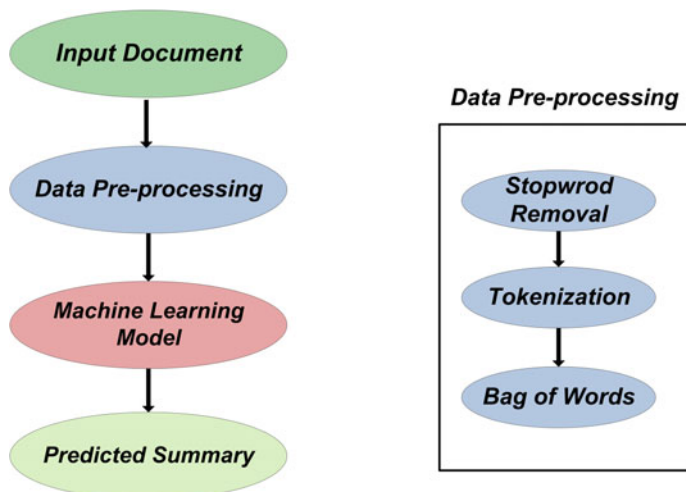 Input Document
Data Pre-processing
Machine Learning
Model
Predicted Summary
Data Pre-processing
Stopwrod
Removal
Tokenization
Bag of Words